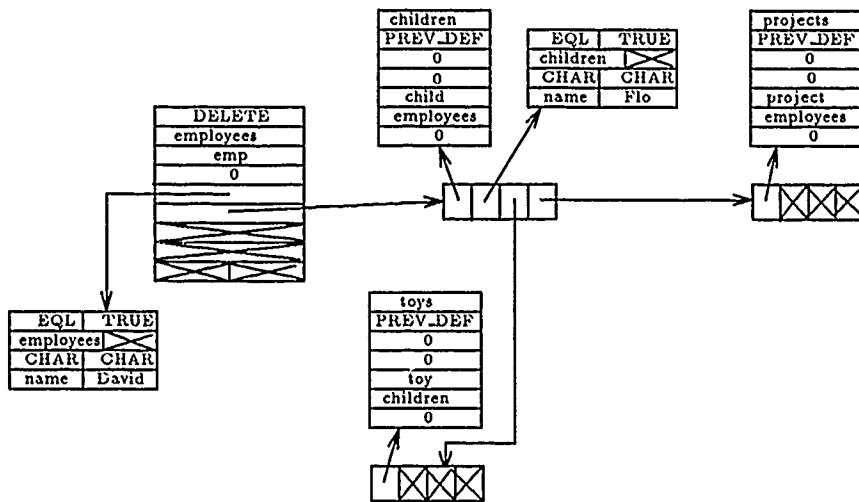 children
PREV_DEF
0
0
child
employees
0
EQL TRUE
children
CHAR CHAR
name Flo
projects
PREV_DEF
0
0
project
employees
0
DELETE
employees
emp
0
EQL TRUE
employees
CHAR CHAR
name David
toys
PREV_DEF
0
0
toy
children
0